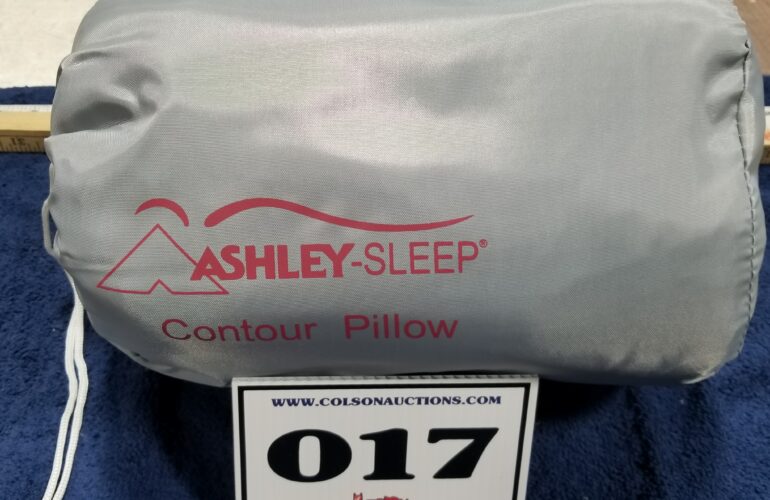 ASHLEY-SLEEP®
Contour Pillow
WWW.COLSONAUCTIONS.COM
017